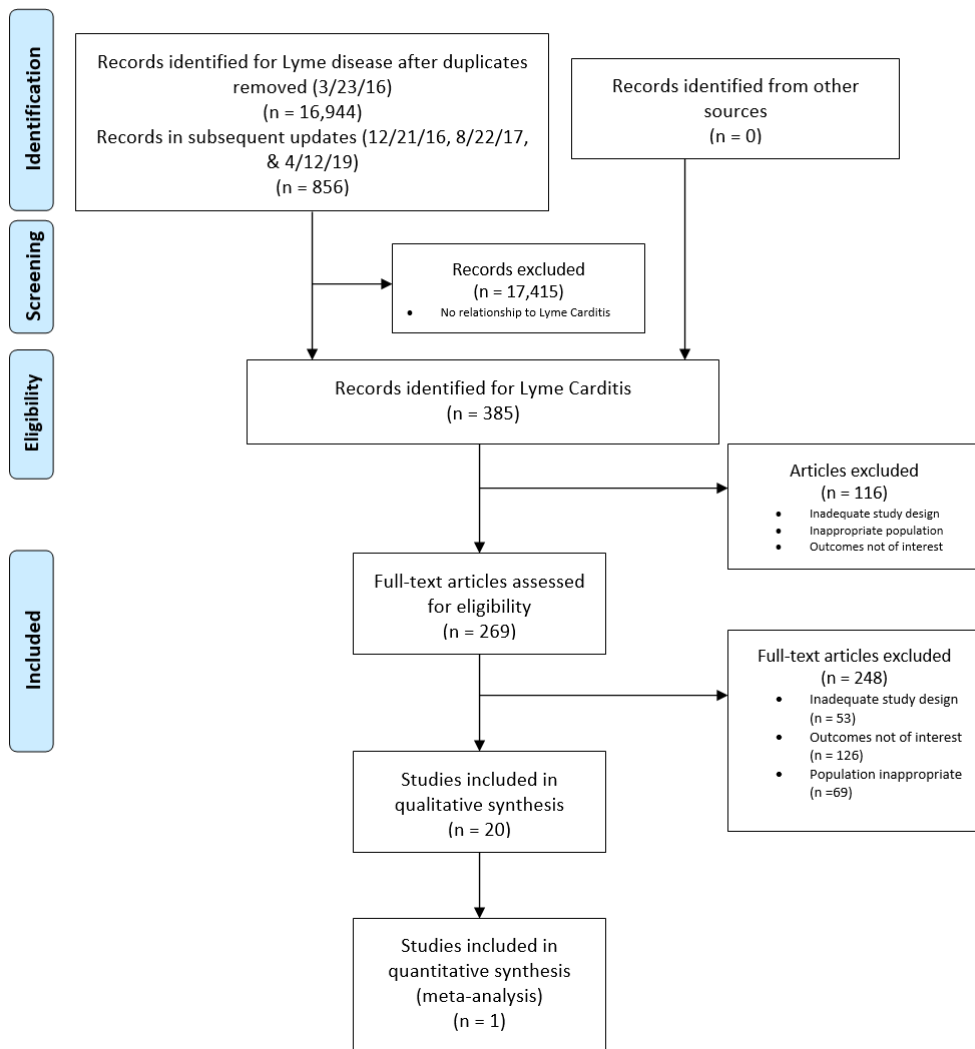 Identification
Records identified for Lyme disease after duplicates
removed (3/23/16)
(n = 16,944)
Records in subsequent updates (12/21/16, 8/22/17,
& 4/12/19)
(n = 856)
Records identified from other
sources
(n = 0)
Screening
Records excluded
(n = 17,415)
• No relationship to Lyme Carditis
Eligibility
Records identified for Lyme Carditis
(n = 385)
Articles excluded
(n = 116)
• Inadequate study design
• Inappropriate population
• Outcomes not of interest
Included
Full-text articles assessed
for eligibility
(n = 269)
Full-text articles excluded
(n = 248)
• Inadequate study design
(n = 53)
• Outcomes not of interest
(n = 126)
• Population inappropriate
(n =69)
Studies included in
qualitative synthesis
(n = 20)
Studies included in
quantitative synthesis
(meta-analysis)
(n = 1)